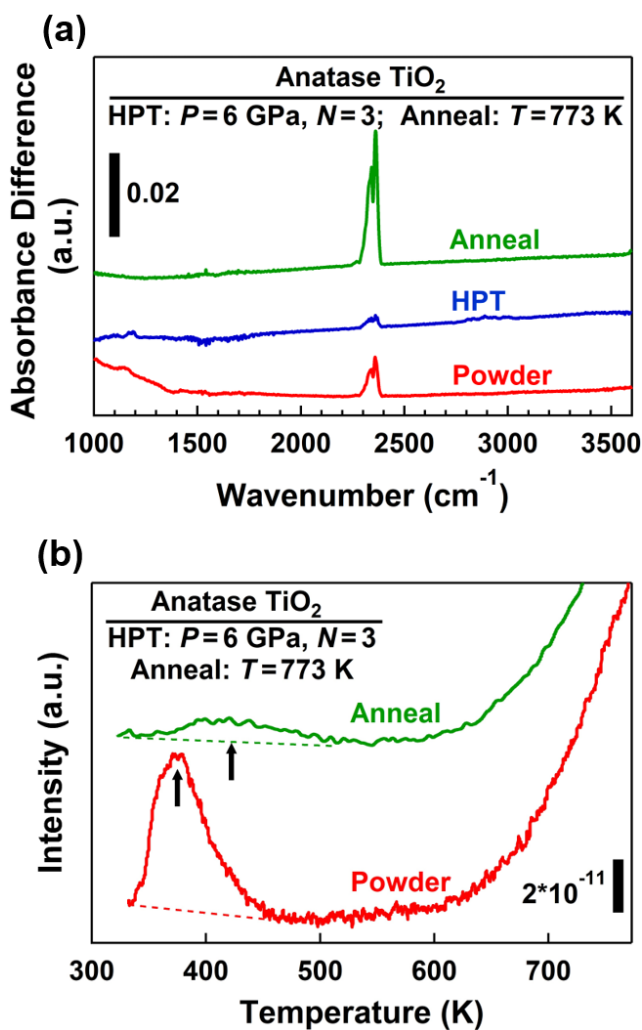 (a)
Anatase TiO₂
HPT: P = 6 GPa, N = 3; Anneal: T = 773 K
0.02
Anneal
HPT
Powder
Absorbance Difference
(a.u.)
1000 1500 2000 2500 3000 3500
Wavenumber (cm⁻¹)
(b)
Anatase TiO₂
HPT: P = 6 GPa, N = 3
Anneal: T = 773 K
Anneal
Powder
2*10⁻¹¹
Intensity (a.u.)
300 400 500 600 700
Temperature (K)